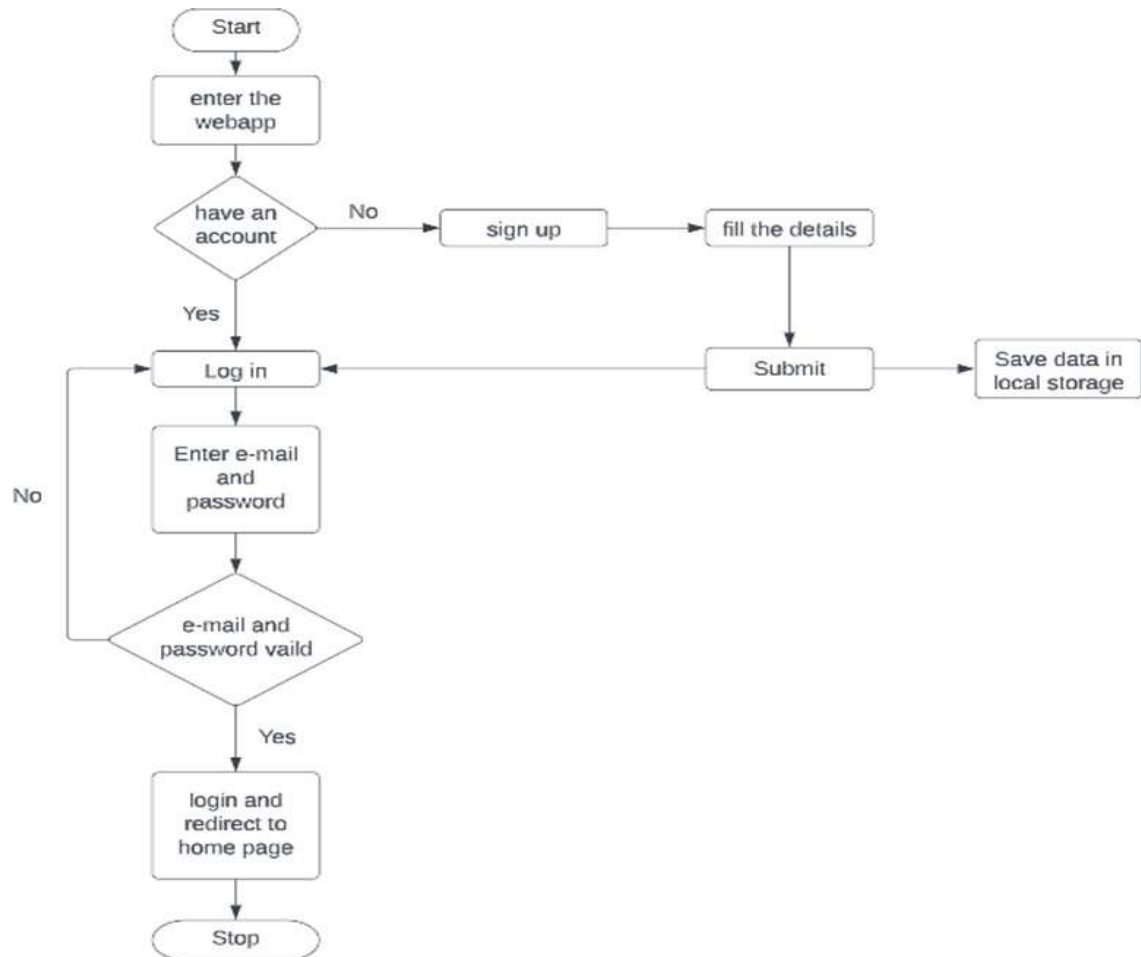 Start
enter the
webapp
have an
account
No
sign up
fill the details
Yes
Log in
Submit
Save data in
local storage
Enter e-mail
and
password
No
e-mail and
password vaild
Yes
login and
redirect to
home page
Stop